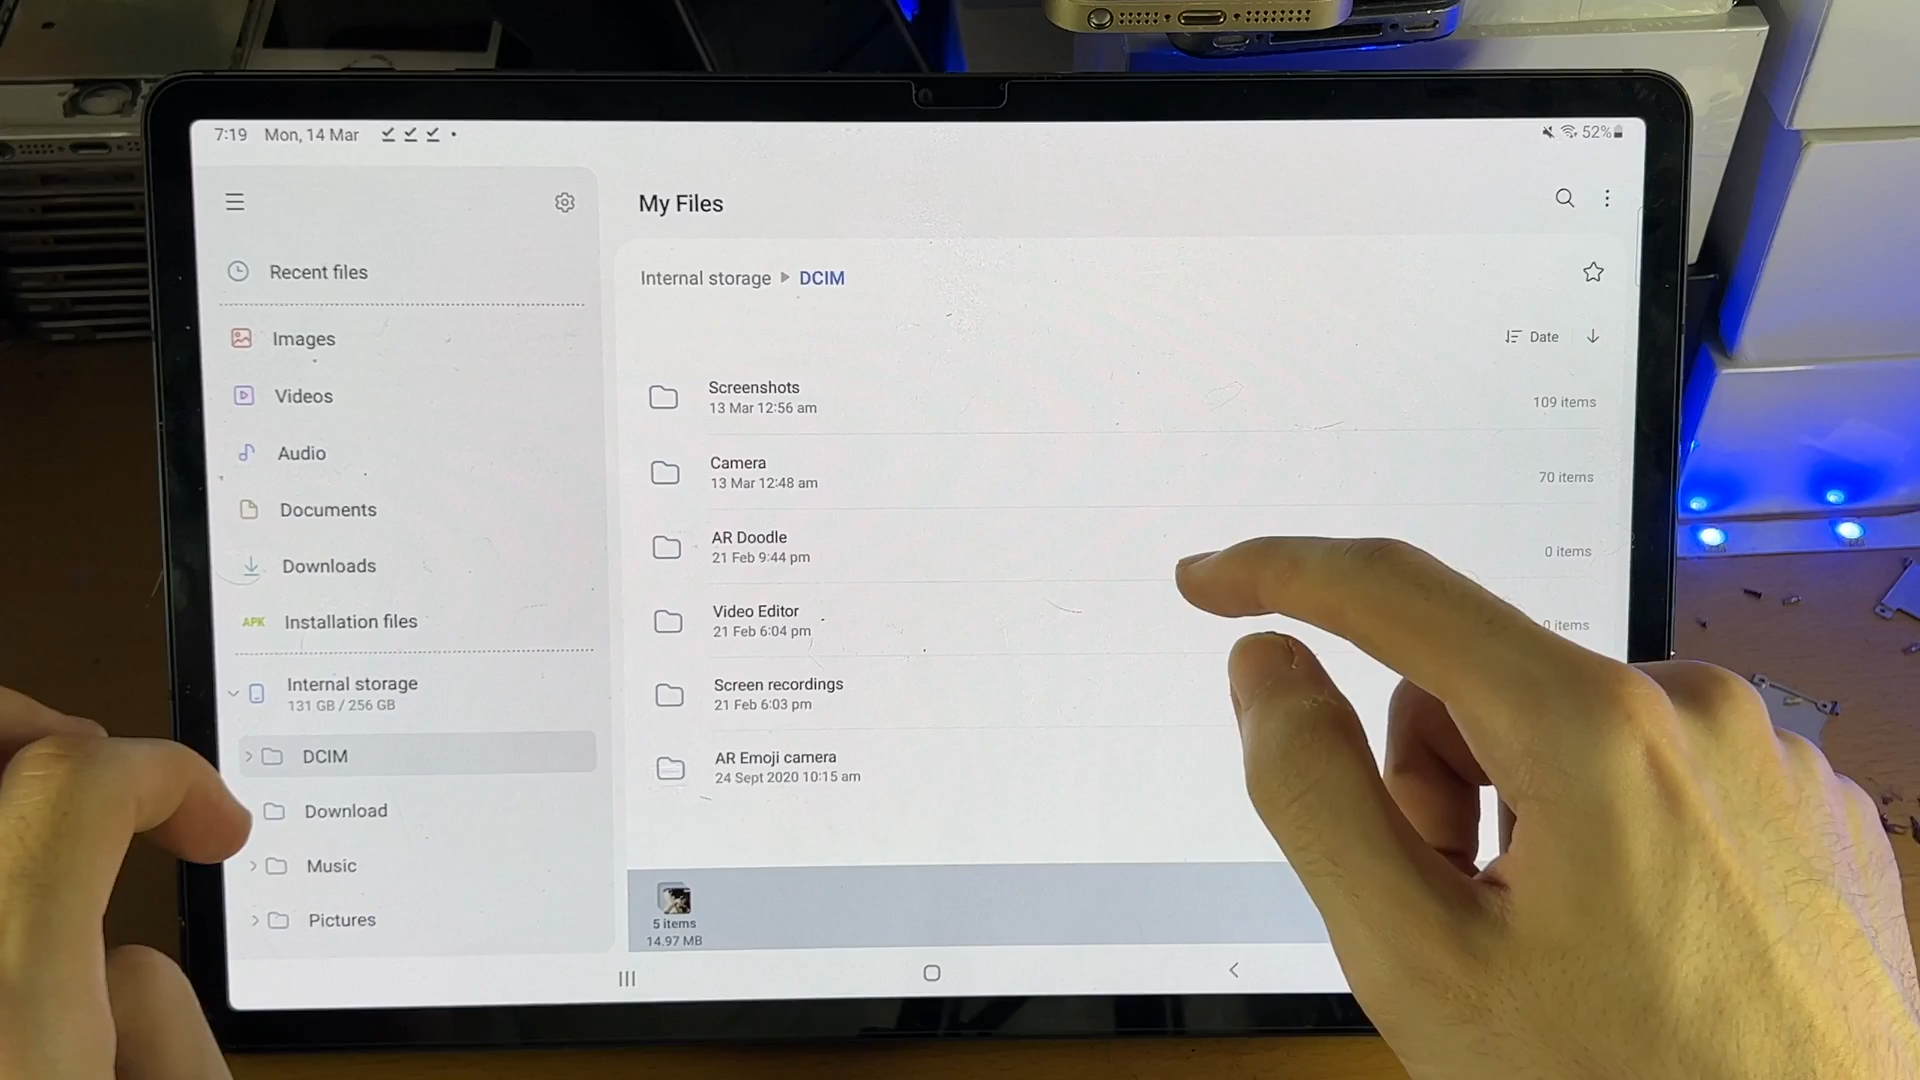 7:19 Mon, 14 Mar
52%
My Files
Recent files
Images
Videos
Audio
Documents
Downloads
APK Installation files
Internal storage
131 GB / 256 GB
DCIM
Download
Music
Pictures
Internal storage DCIM
Date
Screenshots
13 Mar 12:56 am
109 items
Camera
13 Mar 12:48 am
70 items
AR Doodle
21 Feb 9:44 pm
0 items
Video Editor
21 Feb 6:04 pm
0 items
Screen recordings
21 Feb 6:03 pm
AR Emoji camera
24 Sept 2020 10:15 am
5 items
14.97 MB